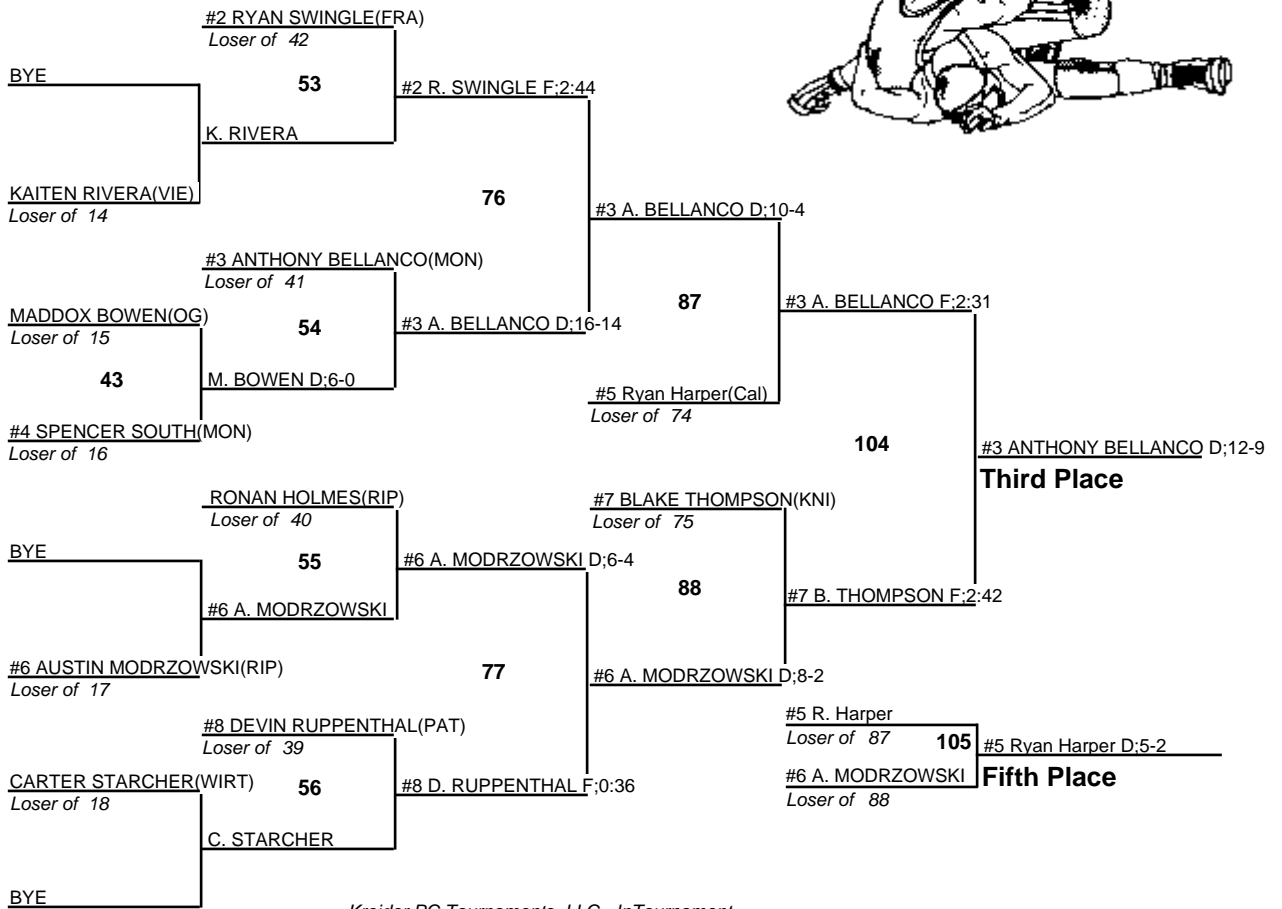 #2 RYAN SWINGLE(FRA)
Loser of 42
BYE
53
#2 R. SWINGLE F;2:44
K. RIVERA
KAITEN RIVERA(VIE)
Loser of 14
76
#3 A. BELLANCO D;10-4
#3 ANTHONY BELLANCO(MON)
Loser of 41
MADDOX BOWEN(OG)
Loser of 15
54
#3 A. BELLANCO D;16-14
87
#3 A. BELLANCO F;2:31
43
M. BOWEN D;6-0
#5 Ryan Harper(Cal)
Loser of 74
#4 SPENCER SOUTH(MON)
Loser of 16
104
#3 ANTHONY BELLANCO D;12-9
Third Place
RONAN HOLMES(RIP)
Loser of 40
#7 BLAKE THOMPSON(KNI)
Loser of 75
BYE
55
#6 A. MODRZOWSKI D;6-4
88
#7 B. THOMPSON F;2:42
#6 A. MODRZOWSKI
#6 AUSTIN MODRZOWSKI(RIP)
Loser of 17
77
#6 A. MODRZOWSKI D;8-2
#8 DEVIN RUPPENTHAL(PAT)
Loser of 39
#5 R. Harper
Loser of 87
105
#5 Ryan Harper D;5-2
CARTER STARCHER(WIRT)
Loser of 18
56
#8 D. RUPPENTHAL F;0:36
#6 A. MODRZOWSKI
Loser of 88
Fifth Place
C. STARCHER
BYE